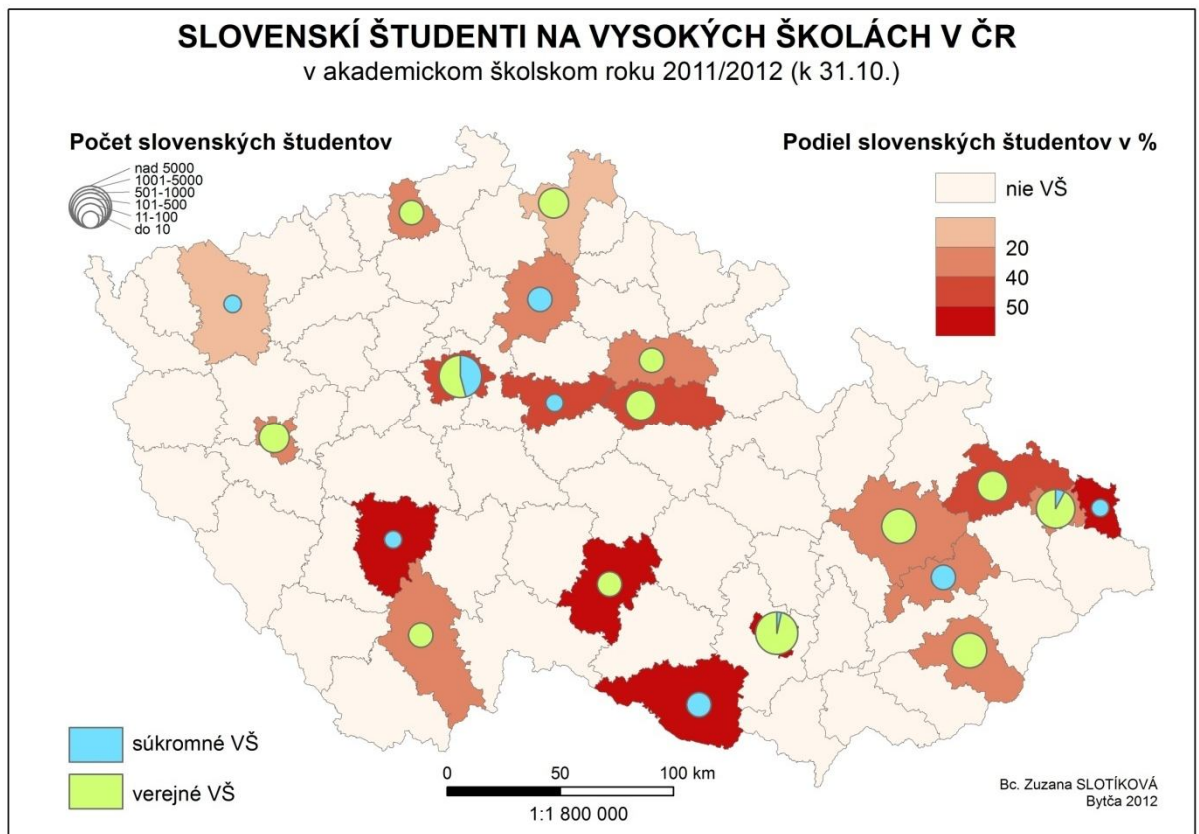 SLOVENSKÍ ŠTUDENTI NA VYSOKÝCH ŠKOLÁCH V ČR
v akademickom školskom roku 2011/2012 (k 31.10.)
Počet slovenských študentov
nad 5000
1001-5000
501-1000
101-500
11-100
do 10
Podiel slovenských študentov v %
nie VŠ
20
40
50
súkromné VŠ
verejné VŠ
0 50 100 km
1:1 800 000
Bc. Zuzana SLOTÍKOVÁ
Bytča 2012